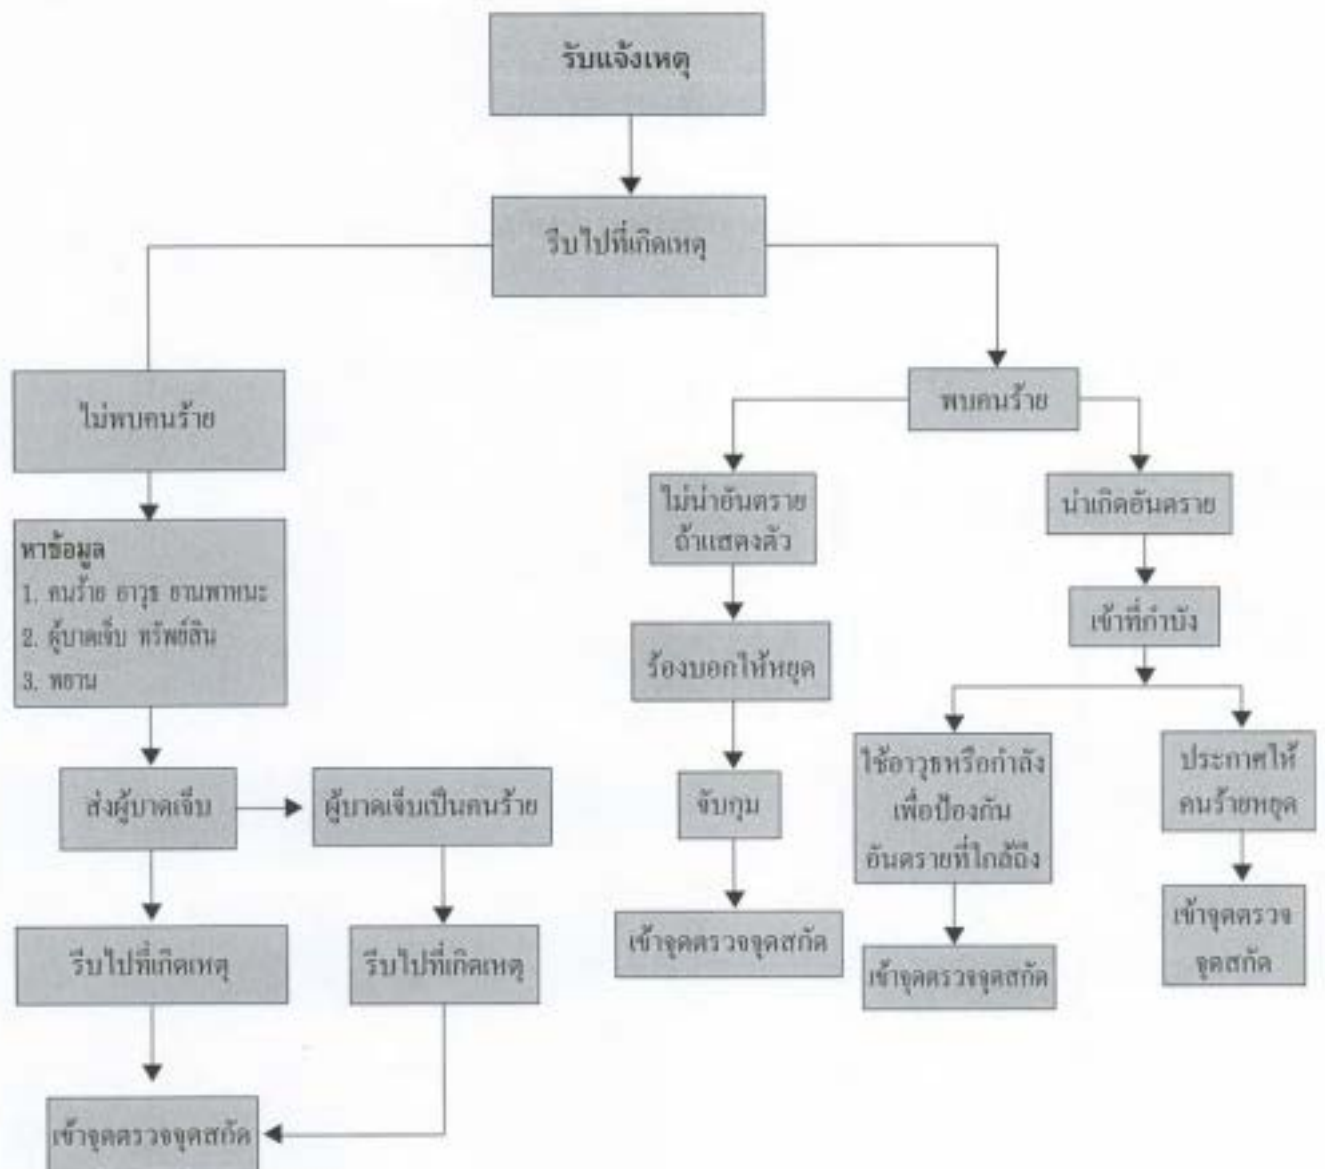 รับแจ้งเหตุ
รีบไปที่เกิดเหตุ
ไม่พบคนร้าย
หาข้อมูล
1. คนร้าย อาวุธ ยานพาหนะ
2. ผู้บาดเจ็บ ทรัพย์สิน
3. พยาน
ส่งผู้บาดเจ็บ
ผู้บาดเจ็บเป็นคนร้าย
รีบไปที่เกิดเหตุ
รีบไปที่เกิดเหตุ
เข้าจุดตรวจจุดสกัด
พบคนร้าย
ไม่น่าอันตราย
ถ้าแสดงตัว
ร้องบอกให้หยุด
จับกุม
เข้าจุดตรวจจุดสกัด
น่าเกิดอันตราย
เข้าที่กำบัง
ใช้อาวุธหรือกำลัง
เพื่อป้องกัน
อันตรายที่ใกล้ถึง
เข้าจุดตรวจจุดสกัด
ประกาศให้
คนร้ายหยุด
เข้าจุดตรวจ
จุดสกัด